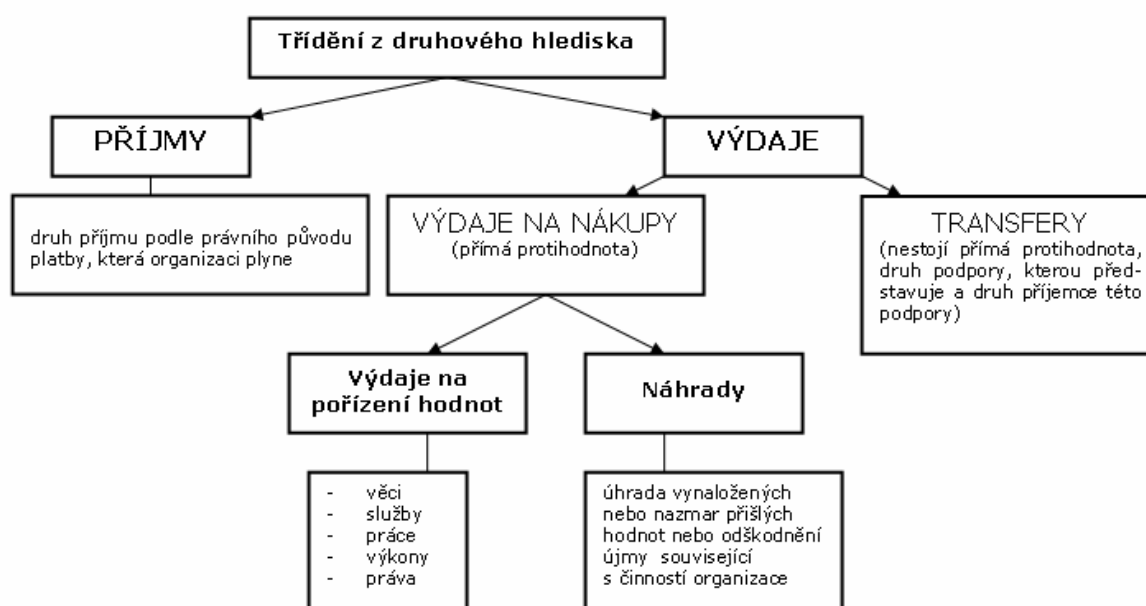 Třídění z druhového hlediska
PŘÍJMY
VÝDAJE
druh příjmu podle právního původu
platby, která organizaci plyne
VÝDAJE NA NÁKUPY
(přímá protihodnota)
TRANSFERY
(nestojí přímá protihodnota,
druh podpory, kterou před-
stavuje a druh příjemce této
podpory)
Výdaje na
pořízení hodnot
Náhrady
- věci
- služby
- práce
- výkony
- práva
úhrada vynaložených
nebo nazmar přišlých
hodnot nebo odškodnění
újmy související
s činností organizace